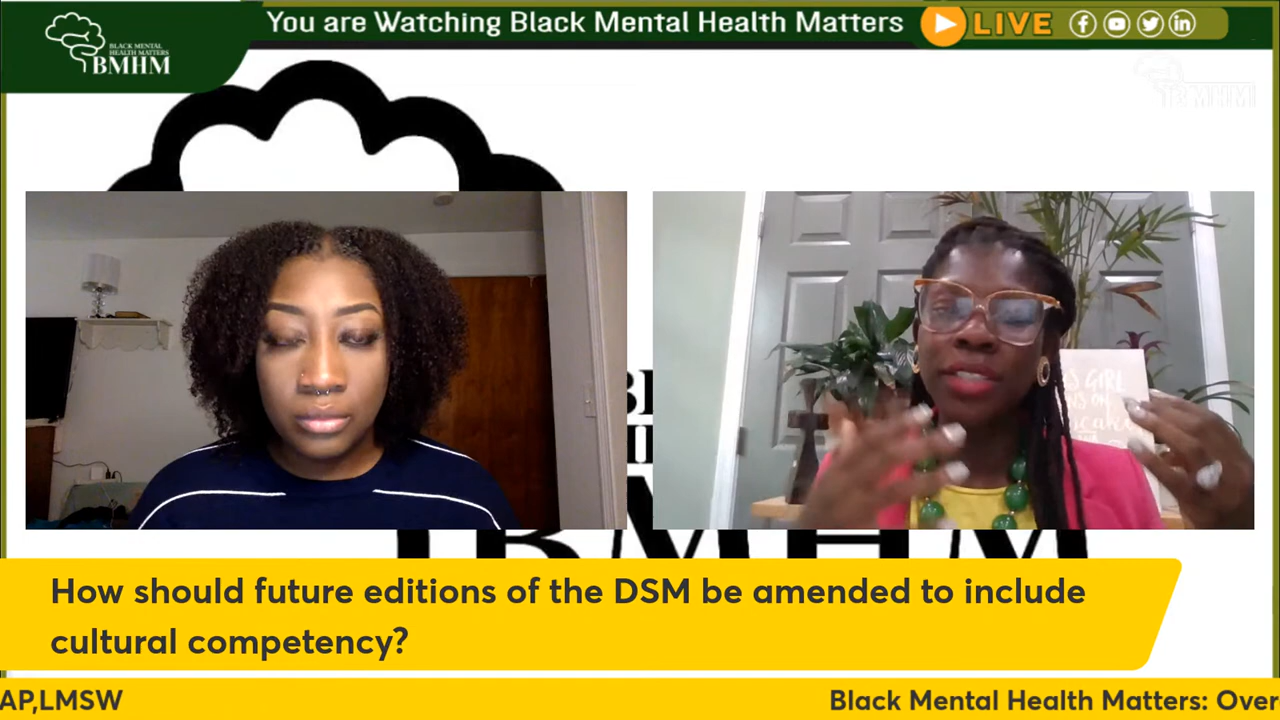 BLACK MENTAL
HEALTH MATTERS
BMHM
You are Watching Black Mental Health Matters
LIVE
How should future editions of the DSM be amended to include
cultural competency?
AP,LMSW
Black Mental Health Matters: Over